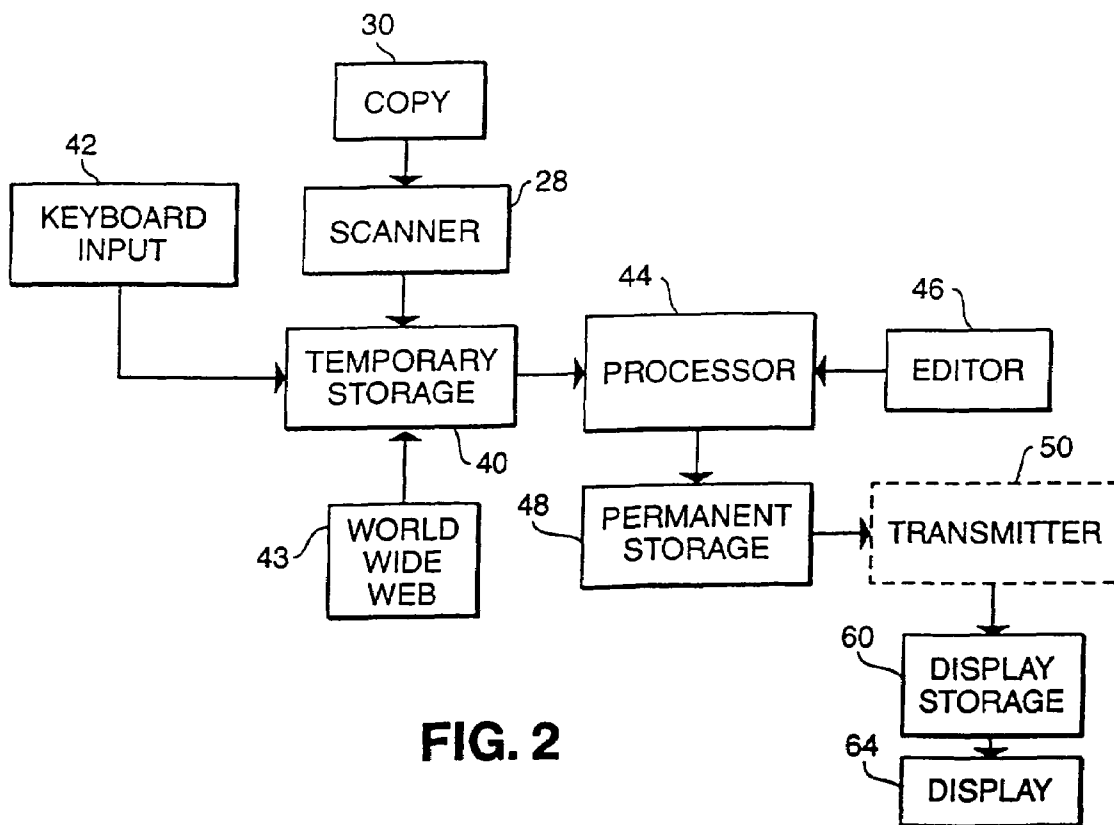 30
COPY
42
KEYBOARD
INPUT
28
SCANNER
44
46
TEMPORARY
STORAGE
PROCESSOR
EDITOR
40
50
43
WORLD
WIDE
WEB
48
PERMANENT
STORAGE
TRANSMITTER
60
DISPLAY
STORAGE
64
DISPLAY
FIG. 2